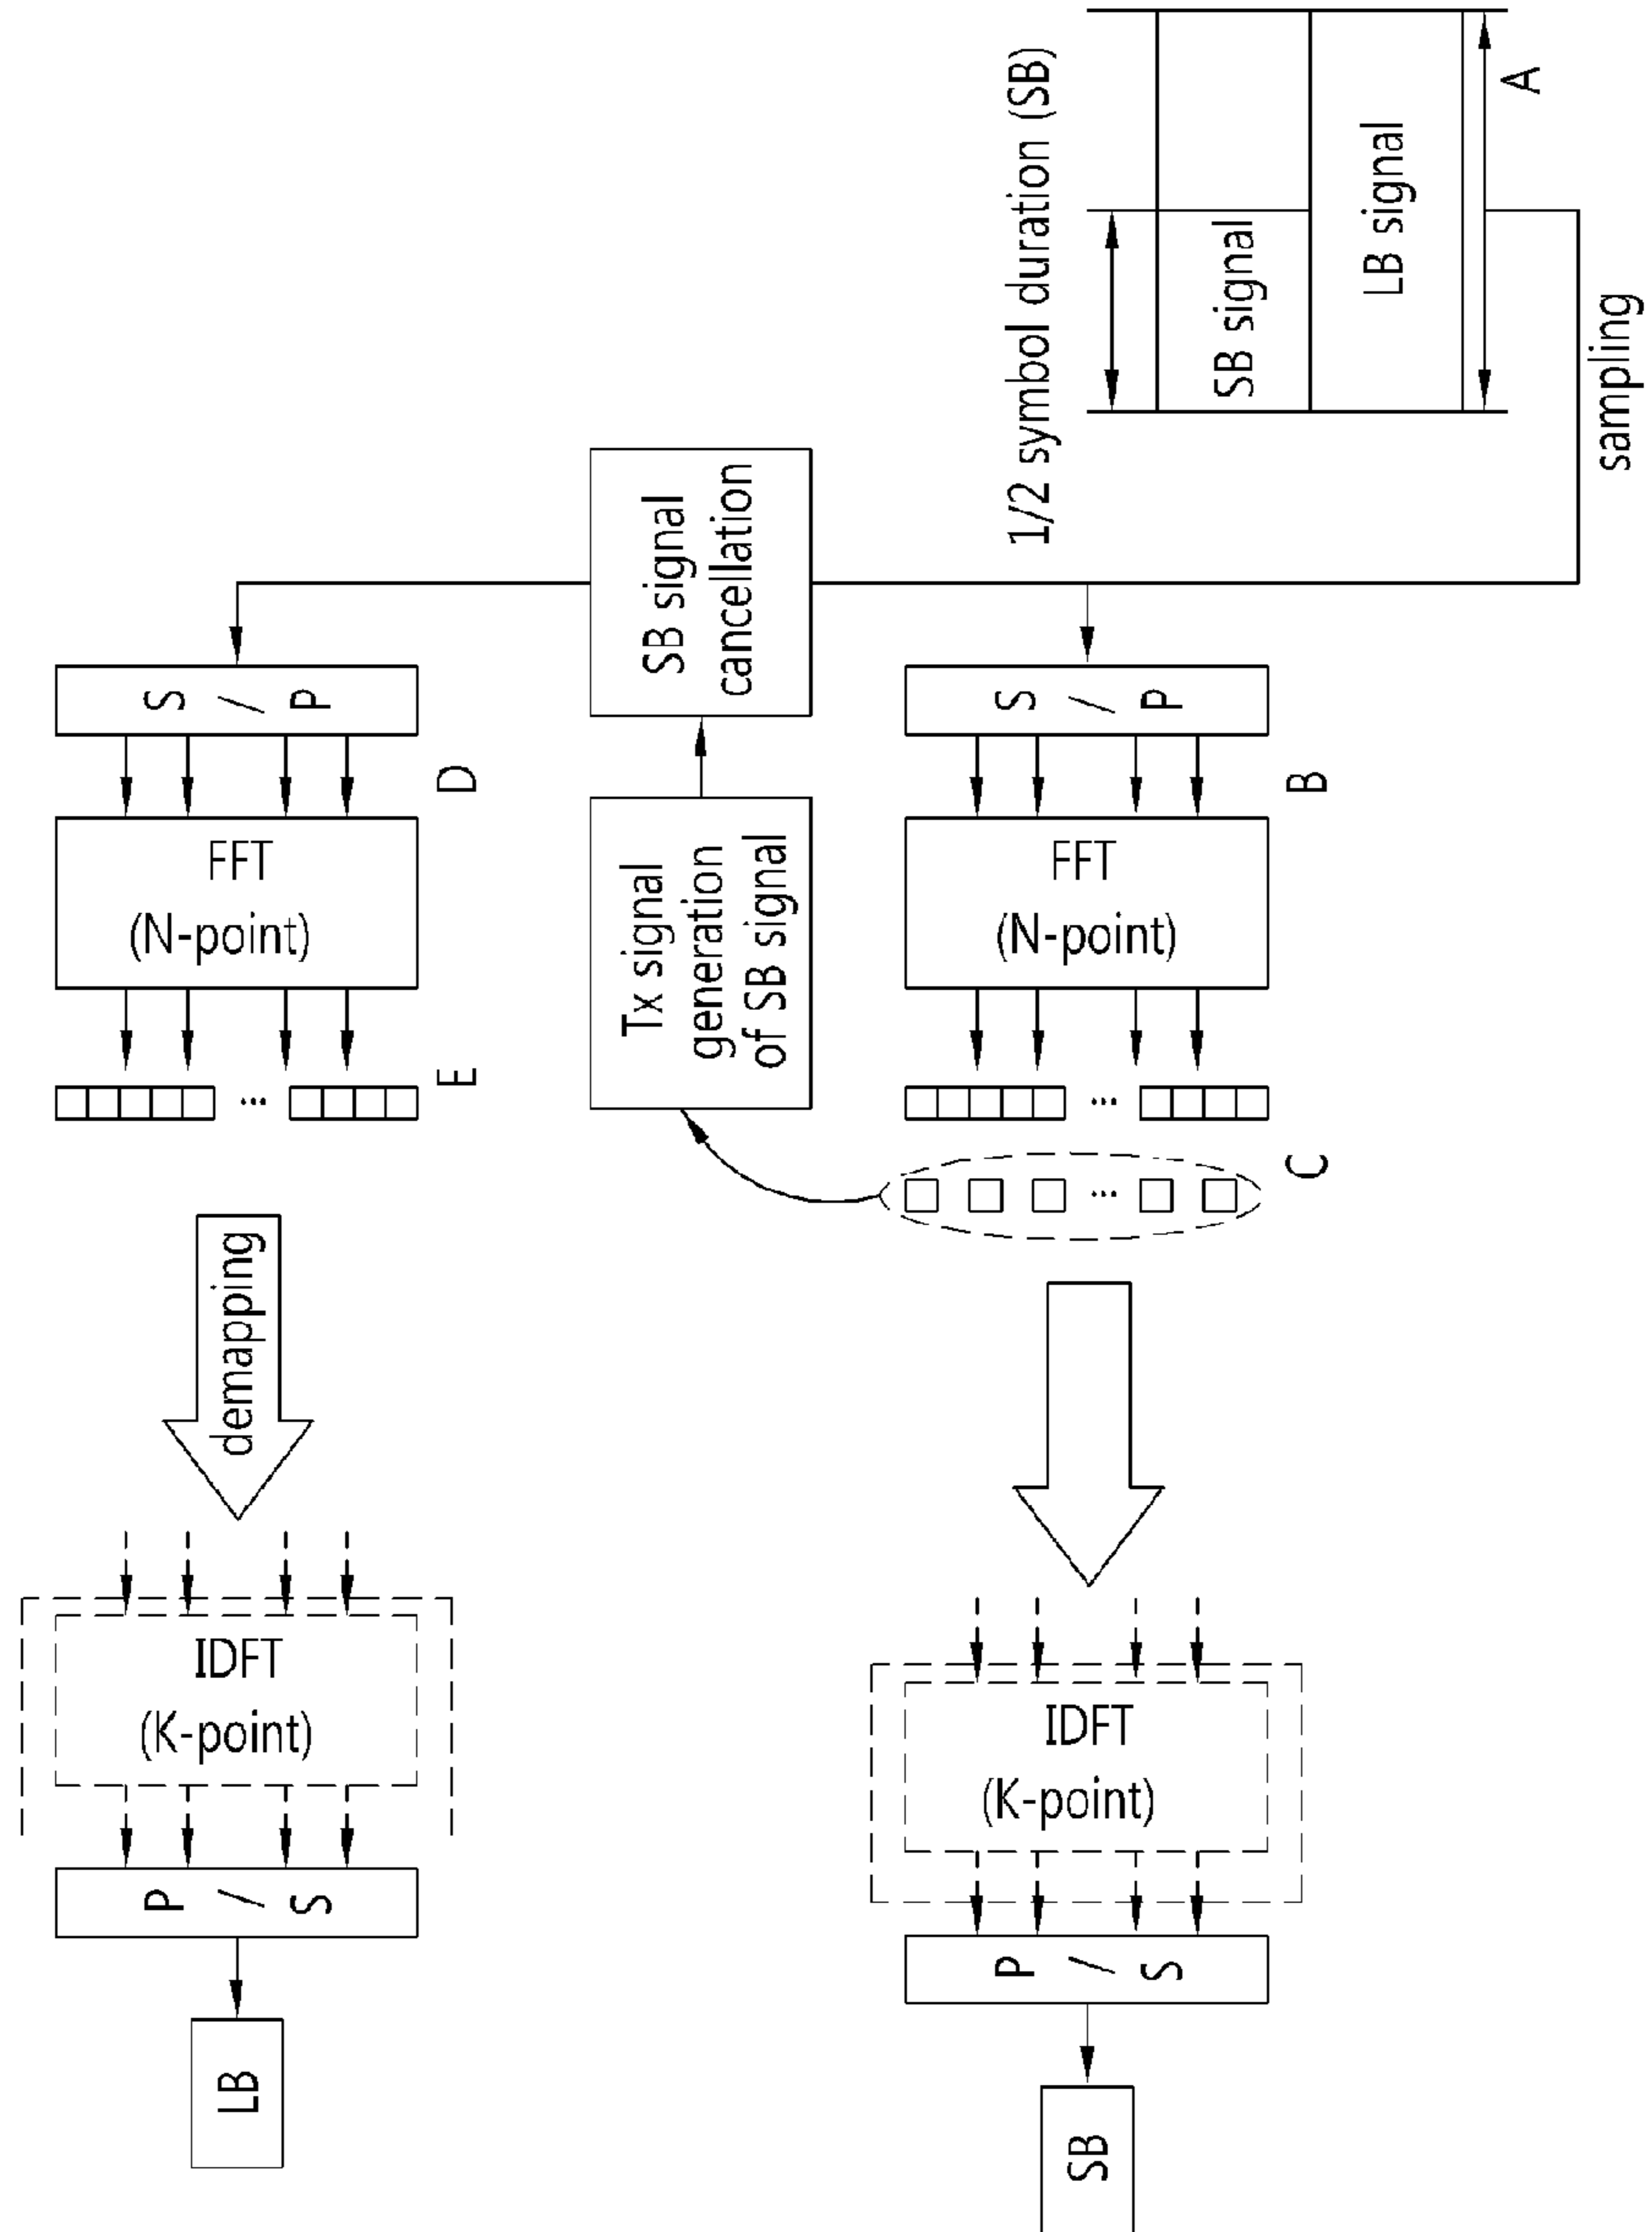 LB
P
/
S
IDFT
(K-point)
demapping
E
FFT
(N-point)
D
S
/
P
Tx signal
generation
of SB signal
SB signal
cancellation
SB
P
/
S
IDFT
(K-point)
C
...
...
FFT
(N-point)
B
S
/
P
1/2 symbol duration (SB)
SB signal
LB signal
A
sampling